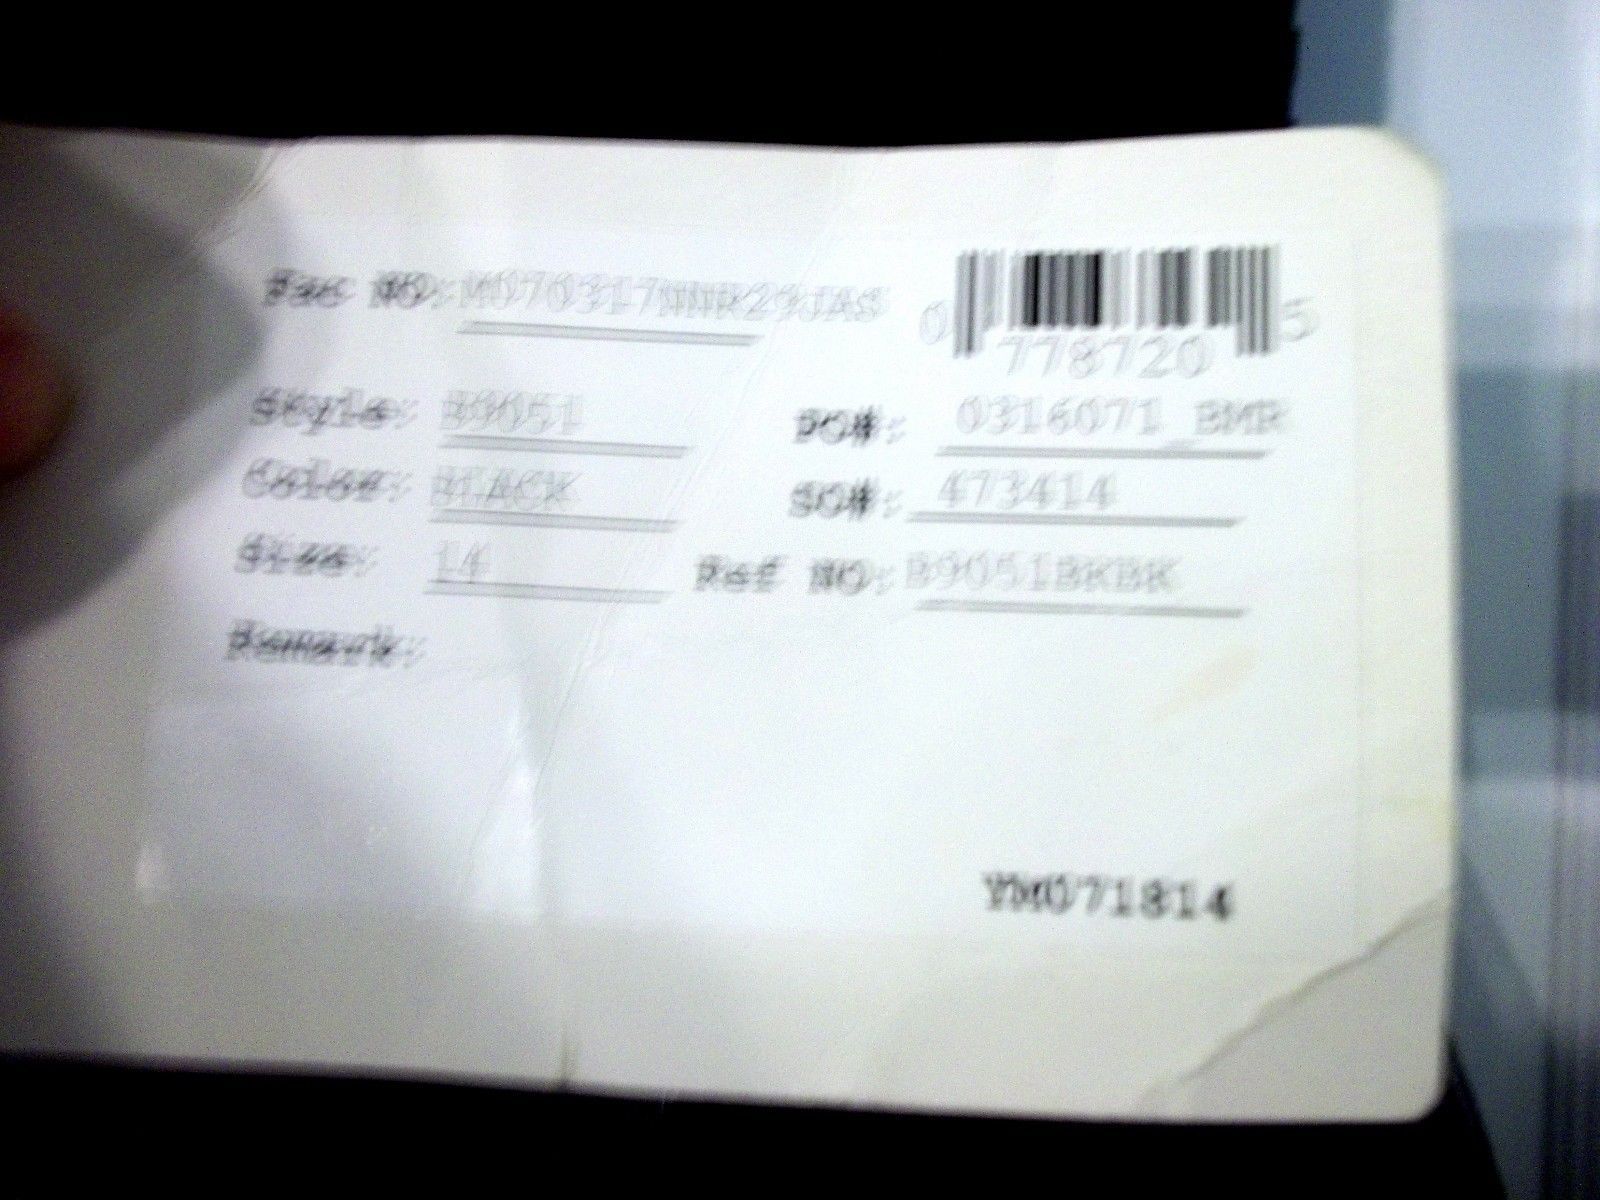 Fac NO: M070317NNR29JAS
0 778720 5
Style: B9051 PO#: 0316071_BMR
Color: BLACK SO#: 473414
Size: 14 Ref NO: B9051BKBK
Remark:
YM071814